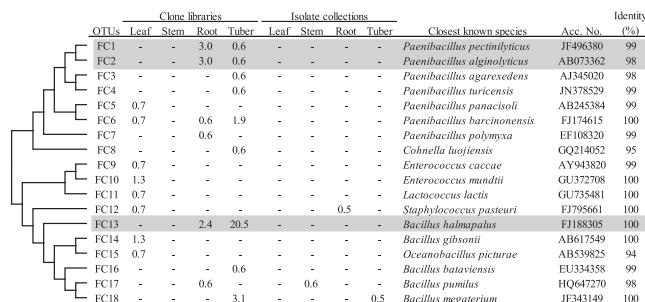 Clone libraries Isolate collections Identity
OTUs Leaf Stem Root Tuber Leaf Stem Root Tuber Closest known species Acc. No. (%)
FC1 - - 3.0 0.6 - - - - Paenibacillus pectinilyticus JF496380 99
FC2 - - 3.0 0.6 - - - - Paenibacillus alginolyticus AB073362 98
FC3 - - - 0.6 - - - - Paenibacillus agarexedens AJ345020 98
FC4 - - - 0.6 - - - - Paenibacillus turicensis JN378529 99
FC5 0.7 - - - - - - - Paenibacillus panacisoli AB245384 99
FC6 0.7 - 0.6 1.9 - - - - Paenibacillus barcinonensis FJ174615 100
FC7 - - 0.6 - - - - - Paenibacillus polymyxa EF108320 99
FC8 - - - 0.6 - - - - Cohnella luojiensis GQ214052 95
FC9 0.7 - - - - - - - Enterococcus caccae AY943820 99
FC10 1.3 - - - - - - - Enterococcus mundtii GU372708 100
FC11 0.7 - - - - - - - Lactococcus lactis GU735481 100
FC12 0.7 - - - - - 0.5 - Staphylococcus pasteuri FJ795661 100
FC13 - - 2.4 20.5 - - - - Bacillus halmapalus FJ188305 100
FC14 1.3 - - - - - - - Bacillus gibsonii AB617549 100
FC15 0.7 - - - - - - - Oceanobacillus picturae AB539825 94
FC16 - - - 0.6 - - - - Bacillus bataviensis EU334358 99
FC17 - - 0.6 - - 0.6 - - Bacillus pumilus HQ647270 98
FC18 - - - 3.1 - - - 0.5 Bacillus megaterium JF343149 100